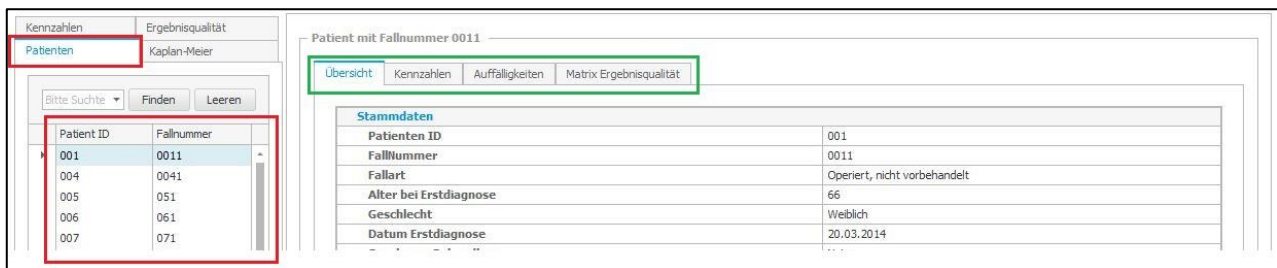 Kennzahlen Ergebnisqualität
Patienten Kaplan-Meier
Bitte Suchte Finden Leeren
Patient ID Fallnummer
001 0011
004 0041
005 051
006 061
007 071
Patient mit Fallnummer 0011
Übersicht Kennzahlen Auffälligkeiten Matrix Ergebnisqualität
Stammdaten
Patienten ID 001
FallNummer 0011
Fallart Operiert, nicht vorbehandelt
Alter bei Erstdiagnose 66
Geschlecht Weiblich
Datum Erstdiagnose 20.03.2014